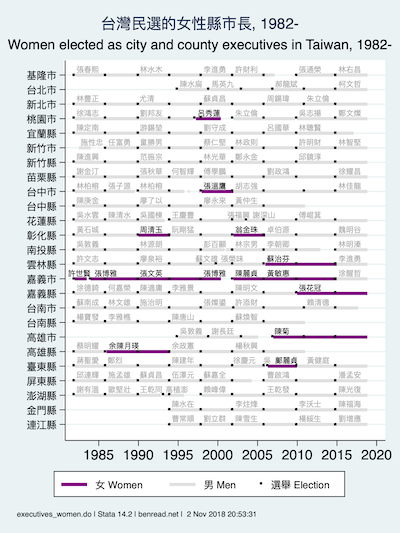 台灣民選的女性縣市長, 1982-
Women elected as city and county executives in Taiwan, 1982-
基隆市 張春熙 林水木 李進勇 許財利 張通榮 林右昌
台北市 陳水扁 馬英九 郝龍斌 柯文哲
新北市 林豐正 尤清 蘇貞昌 周錫瑋 朱立倫
桃園市 徐鴻志 劉邦友 呂秀蓮 朱立倫 吳志揚 鄭文燦
宜蘭縣 陳定南 游錫堃 劉守成 呂國華 林聰賢
新竹市 施性忠 任富勇 童勝男 蔡仁堅 林政則 許明財 林智堅
新竹縣 陳進興 范振宗 林光華 鄭永金 邱鏡淳
苗栗縣 謝金汀 張秋華 何智輝 傅學鵬 劉政鴻 徐耀昌
台中市 林柏榕 張子源 林柏榕 張溫鷹 胡志強 林佳龍
台中縣 陳庚金 廖了以 廖永來 黃仲生
花蓮縣 吳水雲 陳清水 吳國棟 王慶豐 張福興 謝深山 傅崐萁
彰化縣 黃石城 周清玉 阮剛猛 翁金珠 卓伯源 魏明谷
南投縣 吳敦義 林源朗 彭百顯 林宗男 李朝卿 林明溱
雲林縣 許文志 廖泉裕 蘇文雄 張榮味 蘇治芬 李進勇
嘉義市 許世賢 張博雅 張文英 張博雅 陳麗貞 黃敏惠 涂醒哲
嘉義縣 何嘉榮 陳適庸 李雅景 陳明文 張花冠
台南市 蘇南成 林文雄 施治明 張燦鍙 許添財 賴清德
台南縣 楊寶發 李雅樵 陳唐山 蘇煥智
高雄市 吳敦義 謝長廷 陳菊
高雄縣 蔡明耀 余陳月瑛 余政憲 楊秋興
臺東縣 蔣聖愛 鄭烈 陳建年 徐慶元 鄺麗貞 黃健庭
屏東縣 邱連輝 施孟雄 蘇貞昌 伍澤元 蘇嘉全 曹啟鴻 潘孟安
澎湖縣 謝有溫 歐堅壯 王乾同 高植澎 賴峰偉 王乾發 陳光復
金門縣 陳水在 李炷烽 李沃士 陳福海
連江縣 曹常順 劉立群 陳雪生 楊綏生 劉增應
1985 1990 1995 2000 2005 2010 2015 2020
女 Women 男 Men 選舉 Election
executives_women.do | Stata 14.2 | benread.net | 2 Nov 2018 20:53:31